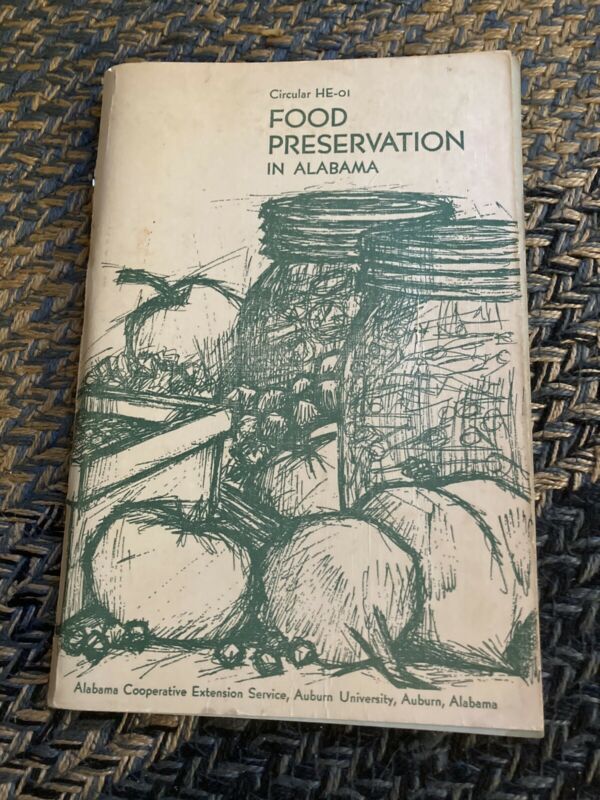 Circular HE-01
FOOD
PRESERVATION
IN ALABAMA
Alabama Cooperative Extension Service, Auburn University, Auburn, Alabama